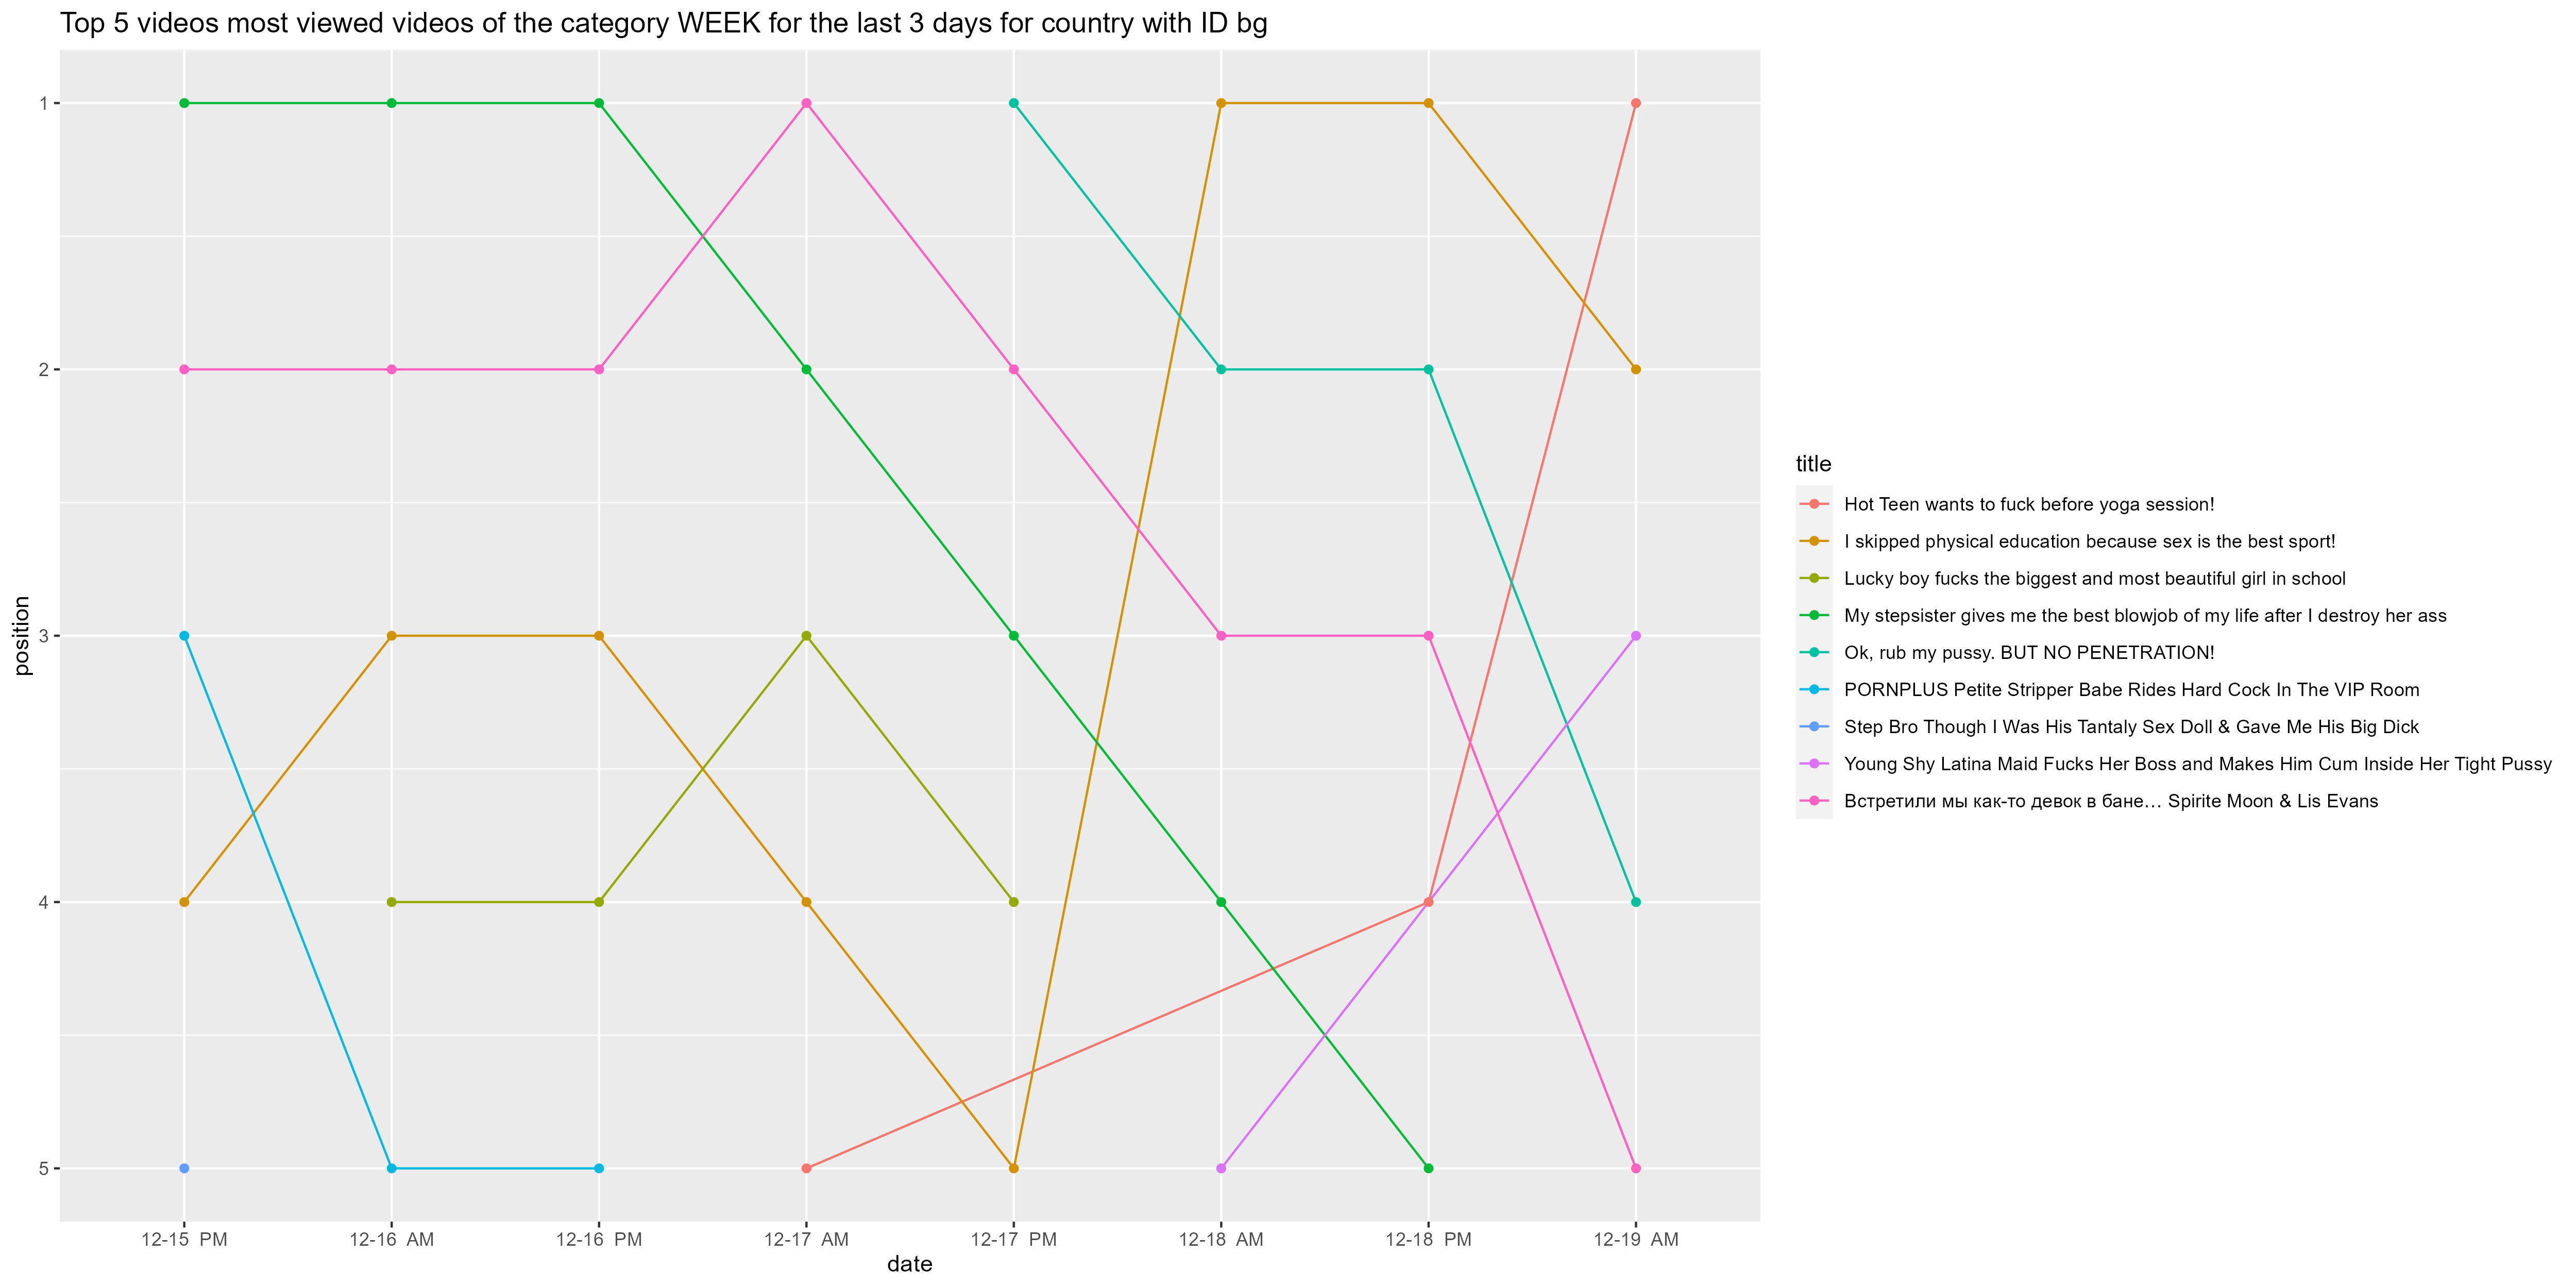 Top 5 videos most viewed videos of the category WEEK for the last 3 days for country with ID bg
position
1
2
3
4
5
12-15 PM
12-16 AM
12-16 PM
12-17 AM
12-17 PM
12-18 AM
12-18 PM
12-19 AM
date
title
Hot Teen wants to fuck before yoga session!
I skipped physical education because sex is the best sport!
Lucky boy fucks the biggest and most beautiful girl in school
My stepsister gives me the best blowjob of my life after I destroy her ass
Ok, rub my pussy. BUT NO PENETRATION!
PORNPLUS Petite Stripper Babe Rides Hard Cock In The VIP Room
Step Bro Though I Was His Tantaly Sex Doll & Gave Me His Big Dick
Young Shy Latina Maid Fucks Her Boss and Makes Him Cum Inside Her Tight Pussy
Встретили мы как-то девок в бане… Spirite Moon & Lis Evans